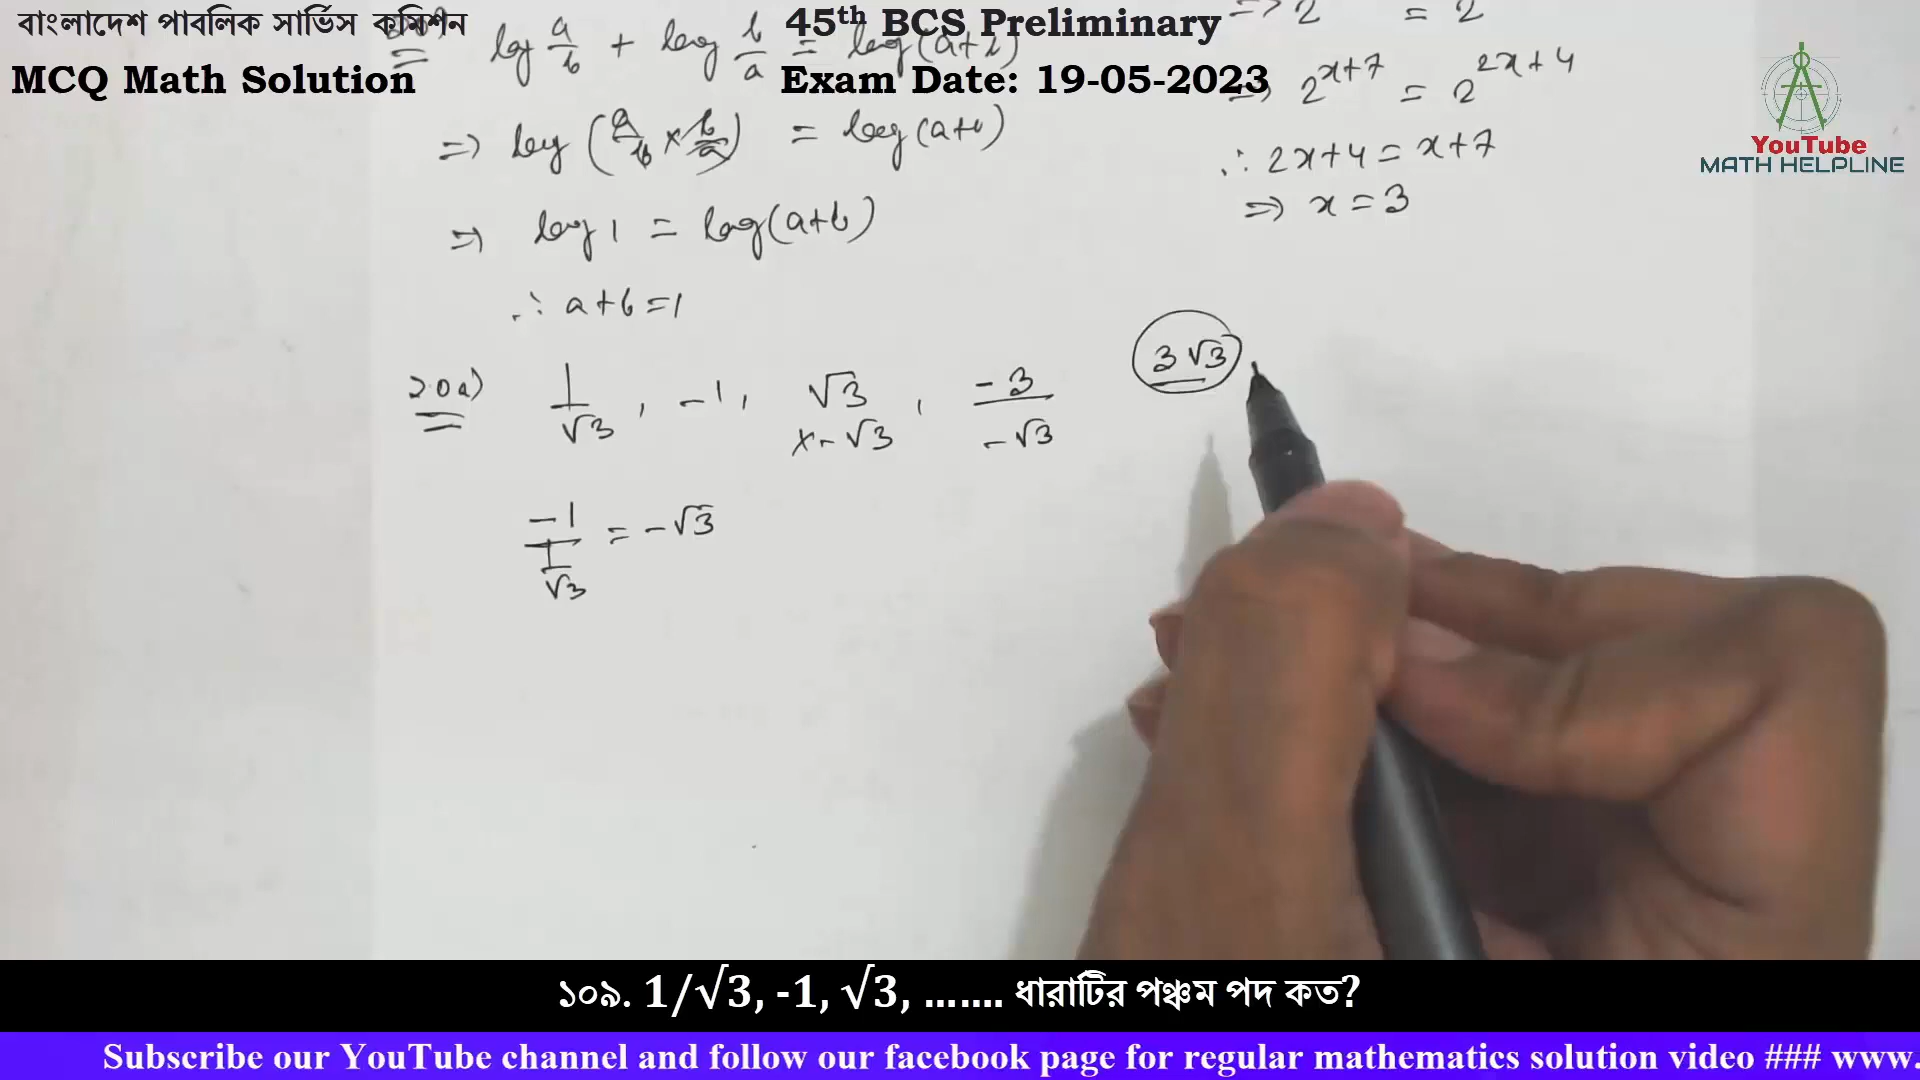 বাংলাদেশ পাবলিক সার্ভিস কমিশন
45th BCS Preliminary
MCQ Math Solution
Exam Date: 19-05-2023
YouTube
MATH HELPLINE
log a/b + log b/a = log(a+b)
⇒ log (a/b × b/a) = log(a+b)
⇒ log 1 = log(a+b)
∴ a+b=1
⇒ 2 = 2
⇒ 2^(x+7) = 2^(2x+4)
∴ 2x+4 = x+7
⇒ x = 3
১০৯) 1/√3, -1, √3, -3
×-√3 -√3
3√3
-1/(1/√3) = -√3
১০৯. 1/√3, -1, √3, ....... ধারাটির পঞ্চম পদ কত?
Subscribe our YouTube channel and follow our facebook page for regular mathematics solution video ### www.